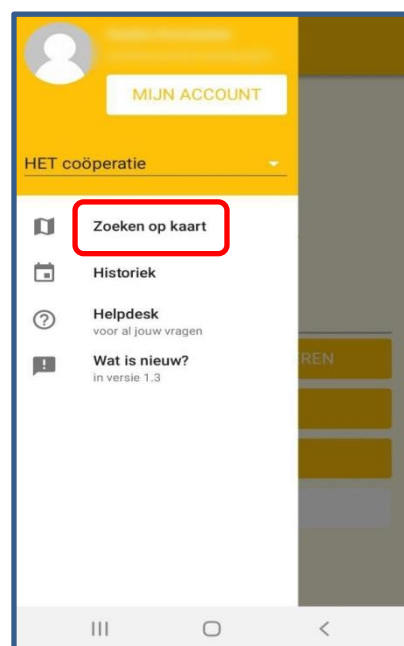 MIJN ACCOUNT
HET coöperatie
Zoeken op kaart
Historiek
Helpdesk
voor al jouw vragen
EREN
Wat is nieuw?
in versie 1.3